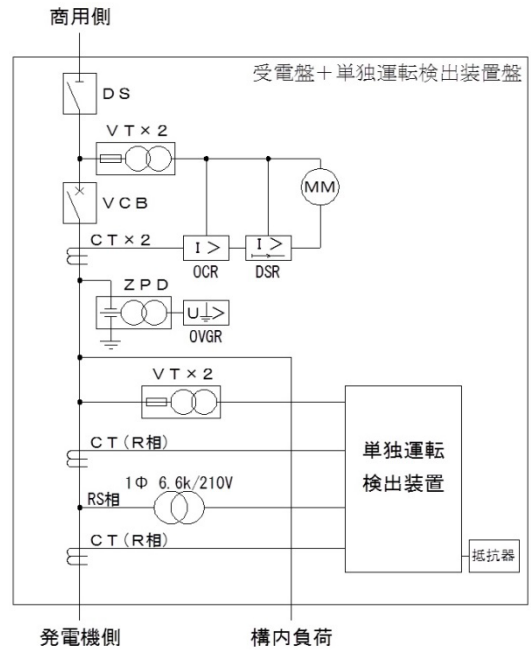 商用側
受電盤＋単独運転検出装置盤
DS
VT×2
MM
VCB
CT×2
I＞
I＞
OCR
DSR
ZPD
U⏚＞
OVGR
VT×2
CT(R相)
単独運転
検出装置
1Φ 6.6k/210V
RS相
CT(R相)
抵抗器
発電機側
構内負荷